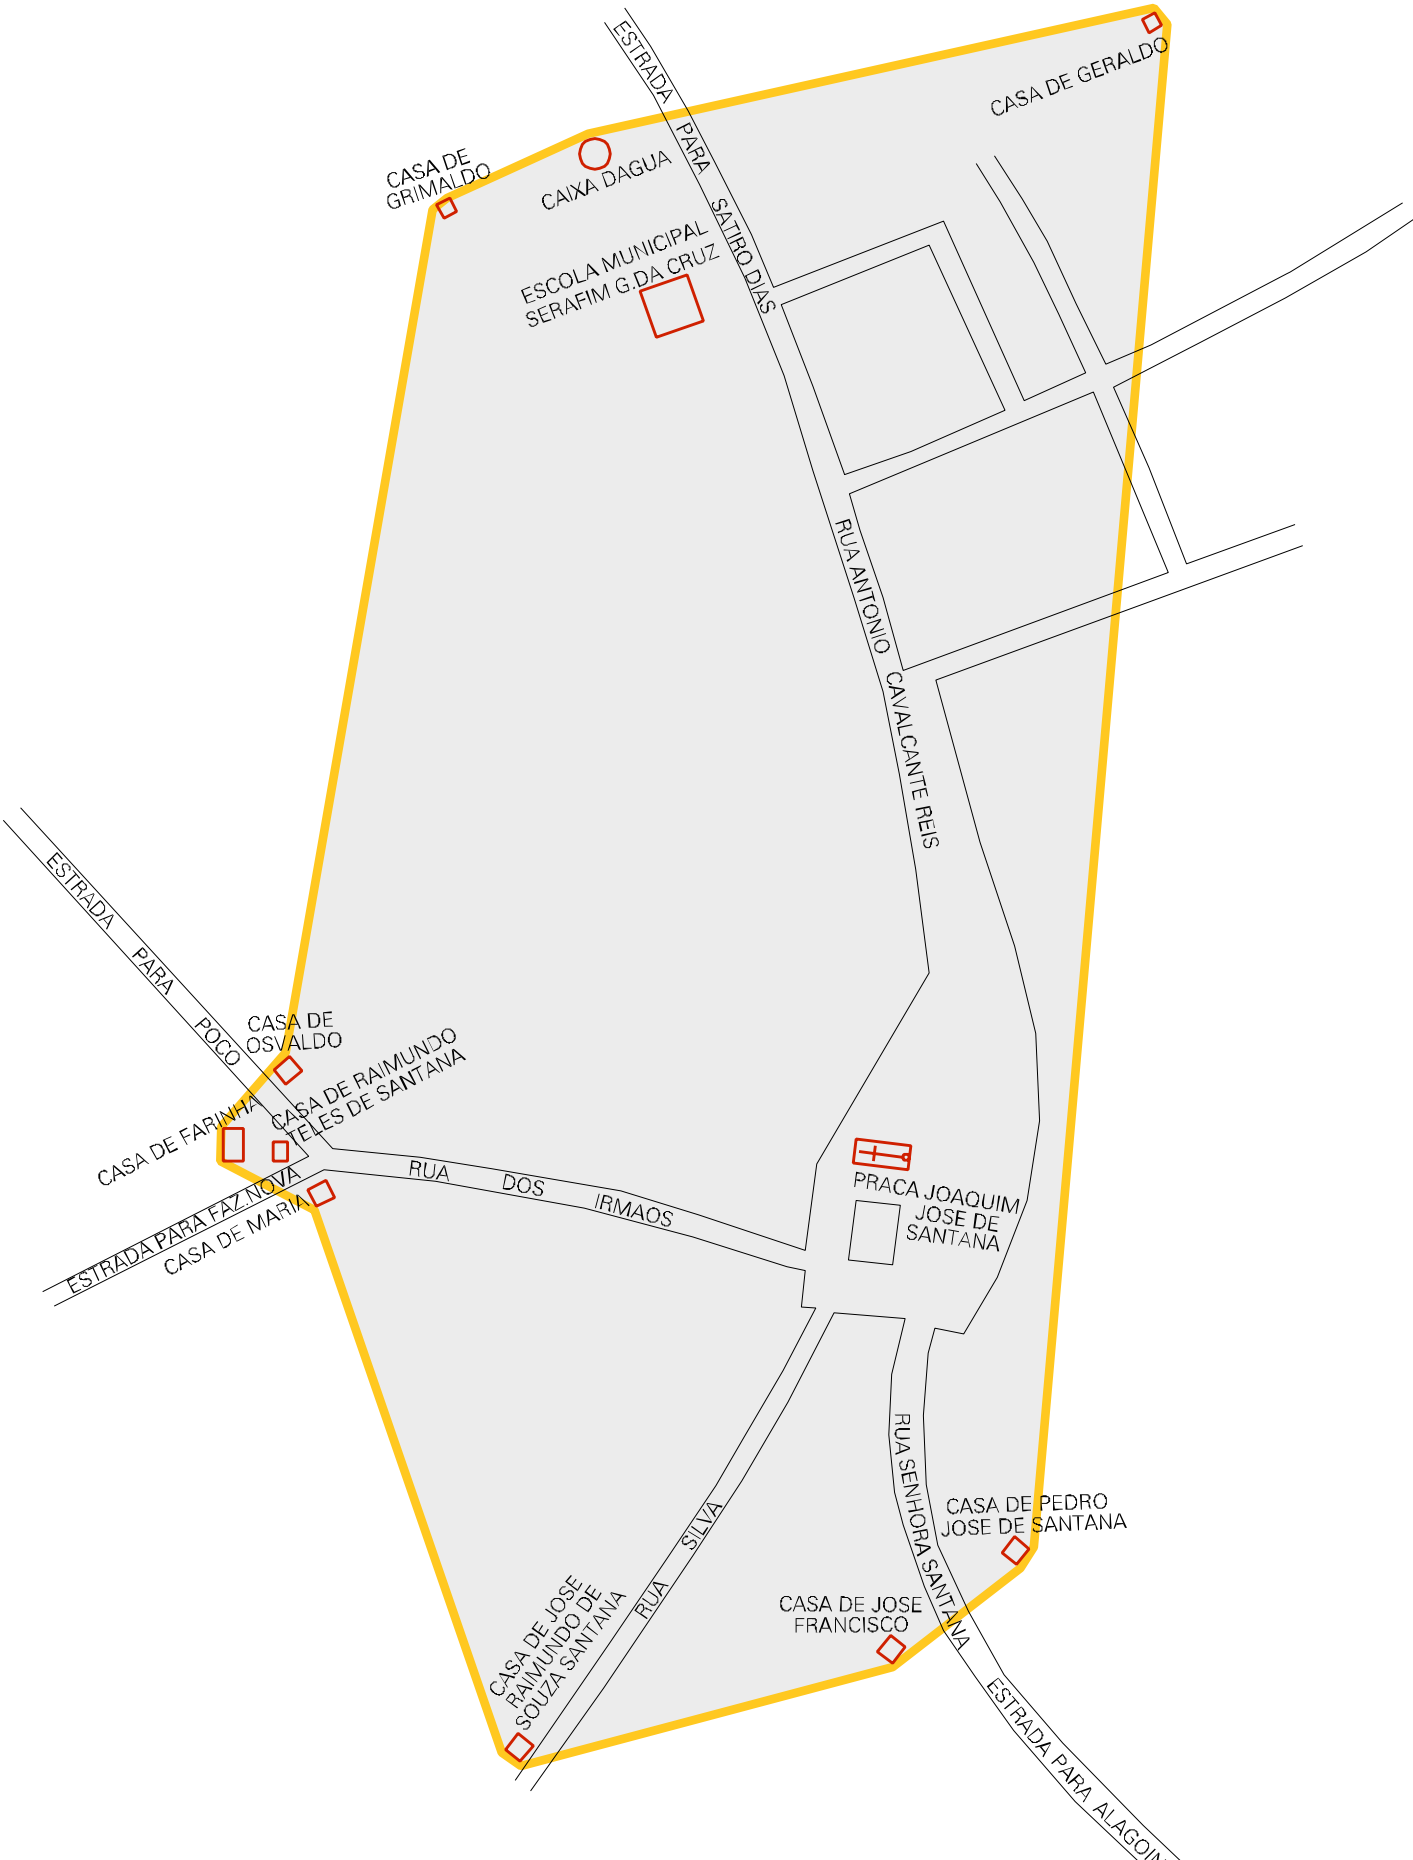 ESTRADA PARA SATIRO DIAS
CASA DE GERALDO
CASA DE
GRIMALDO
CAIXA DAGUA
ESCOLA MUNICIPAL
SERAFIM G.DA CRUZ
RUA ANTONIO CAVALCANTE REIS
ESTRADA PARA POCO
CASA DE
OSVALDO
CASA DE RAIMUNDO
TELES DE SANTANA
CASA DE FARINHA
ESTRADA PARA FAZ.NOVA
CASA DE MARIA
RUA DOS IRMAOS
PRACA JOAQUIM
JOSE DE
SANTANA
RUA SENHORA SANTANA
CASA DE PEDRO
JOSE DE SANTANA
RUA SILVA
CASA DE JOSE
RAIMUNDO DE
SOUZA SANTANA
CASA DE JOSE
FRANCISCO
ESTRADA PARA